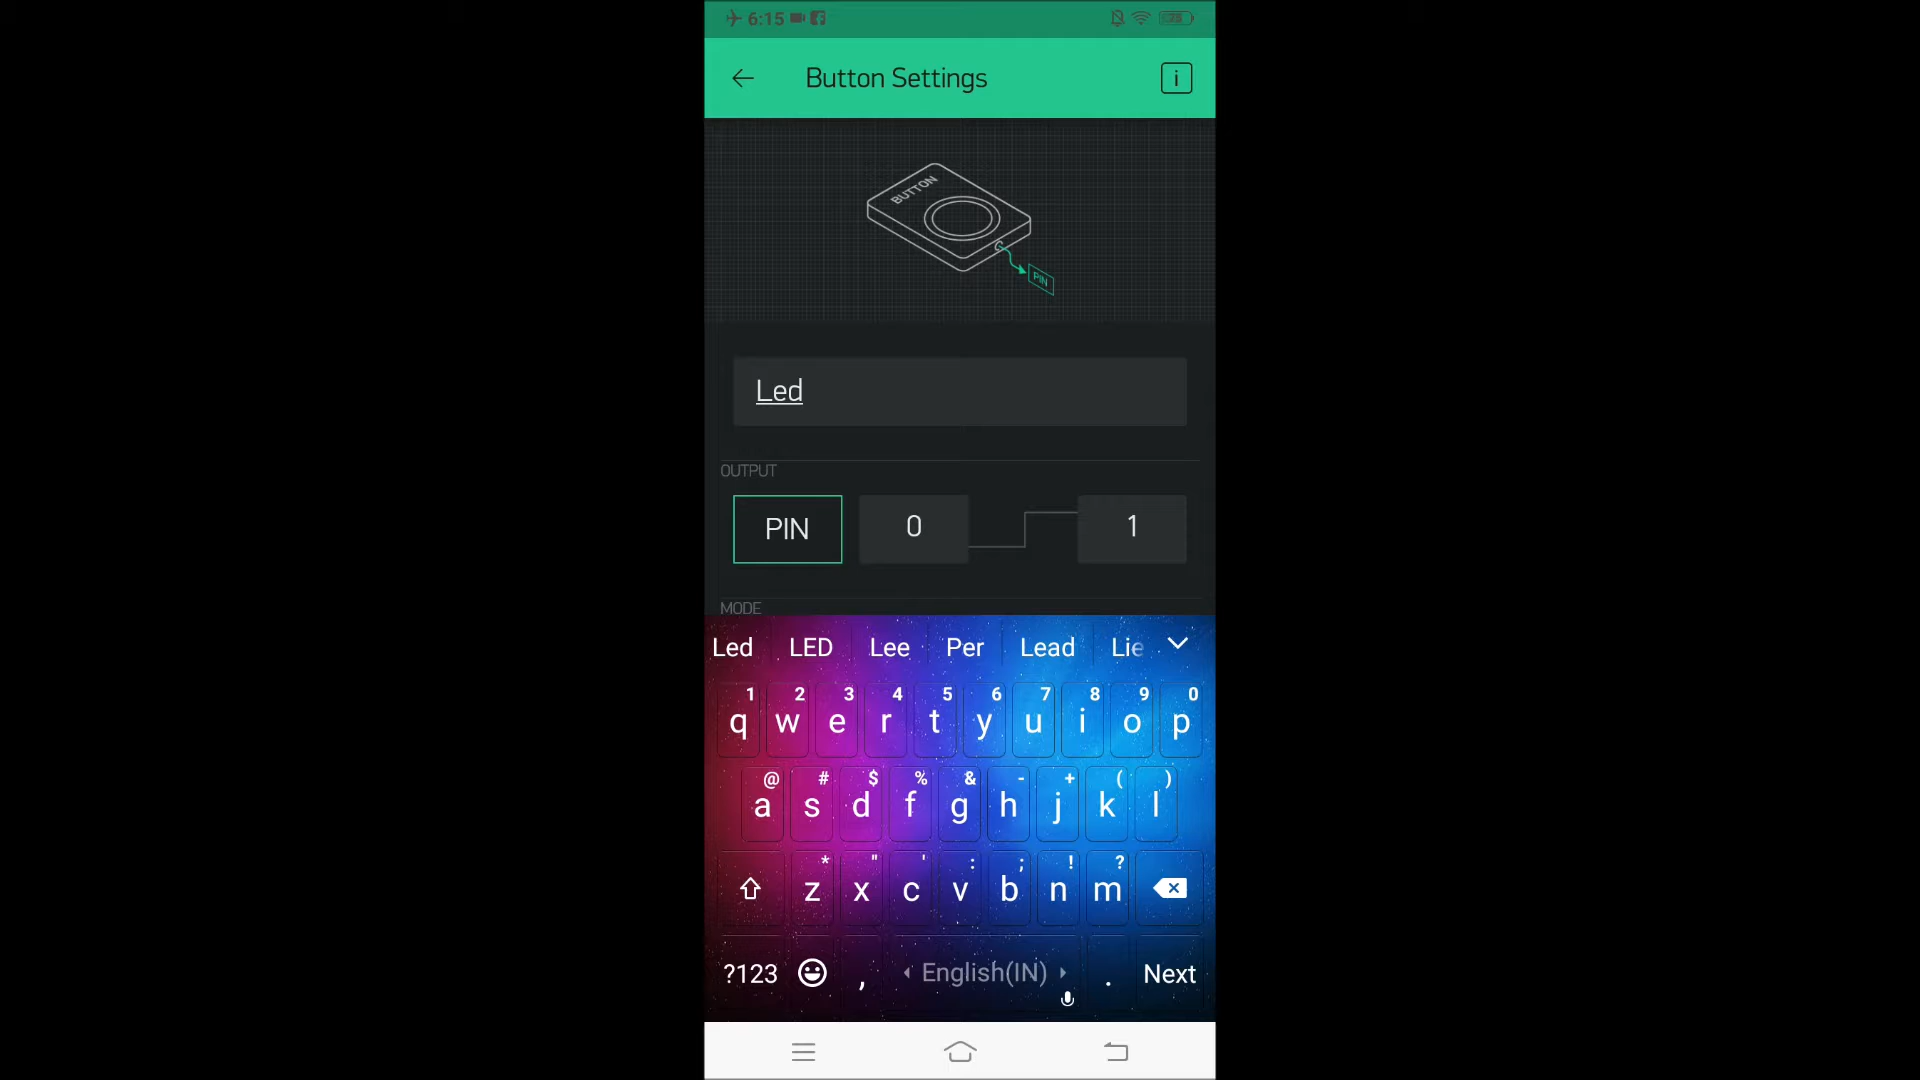 6:15 26
Button Settings i
BUTTON
PIN
Led
OUTPUT
PIN 0 1
MODE
Led LED Lee Per Lead Lie
1 2 3 4 5 6 7 8 9 0
q w e r t y u i o p
@ # $ % & - + ( )
a s d f g h j k l
* " ' : ; ! ?
z x c v b n m
?123 , English(IN) . Next